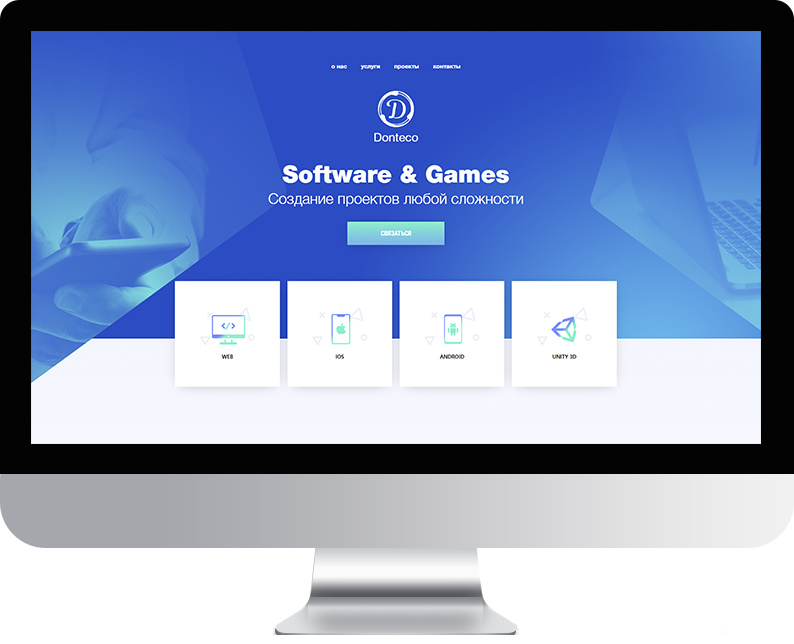 о нас услуги проекты контакты
D
Donteco
Software & Games
Создание проектов любой сложности
СВЯЗАТЬСЯ
WEB IOS ANDROID UNITY 3D